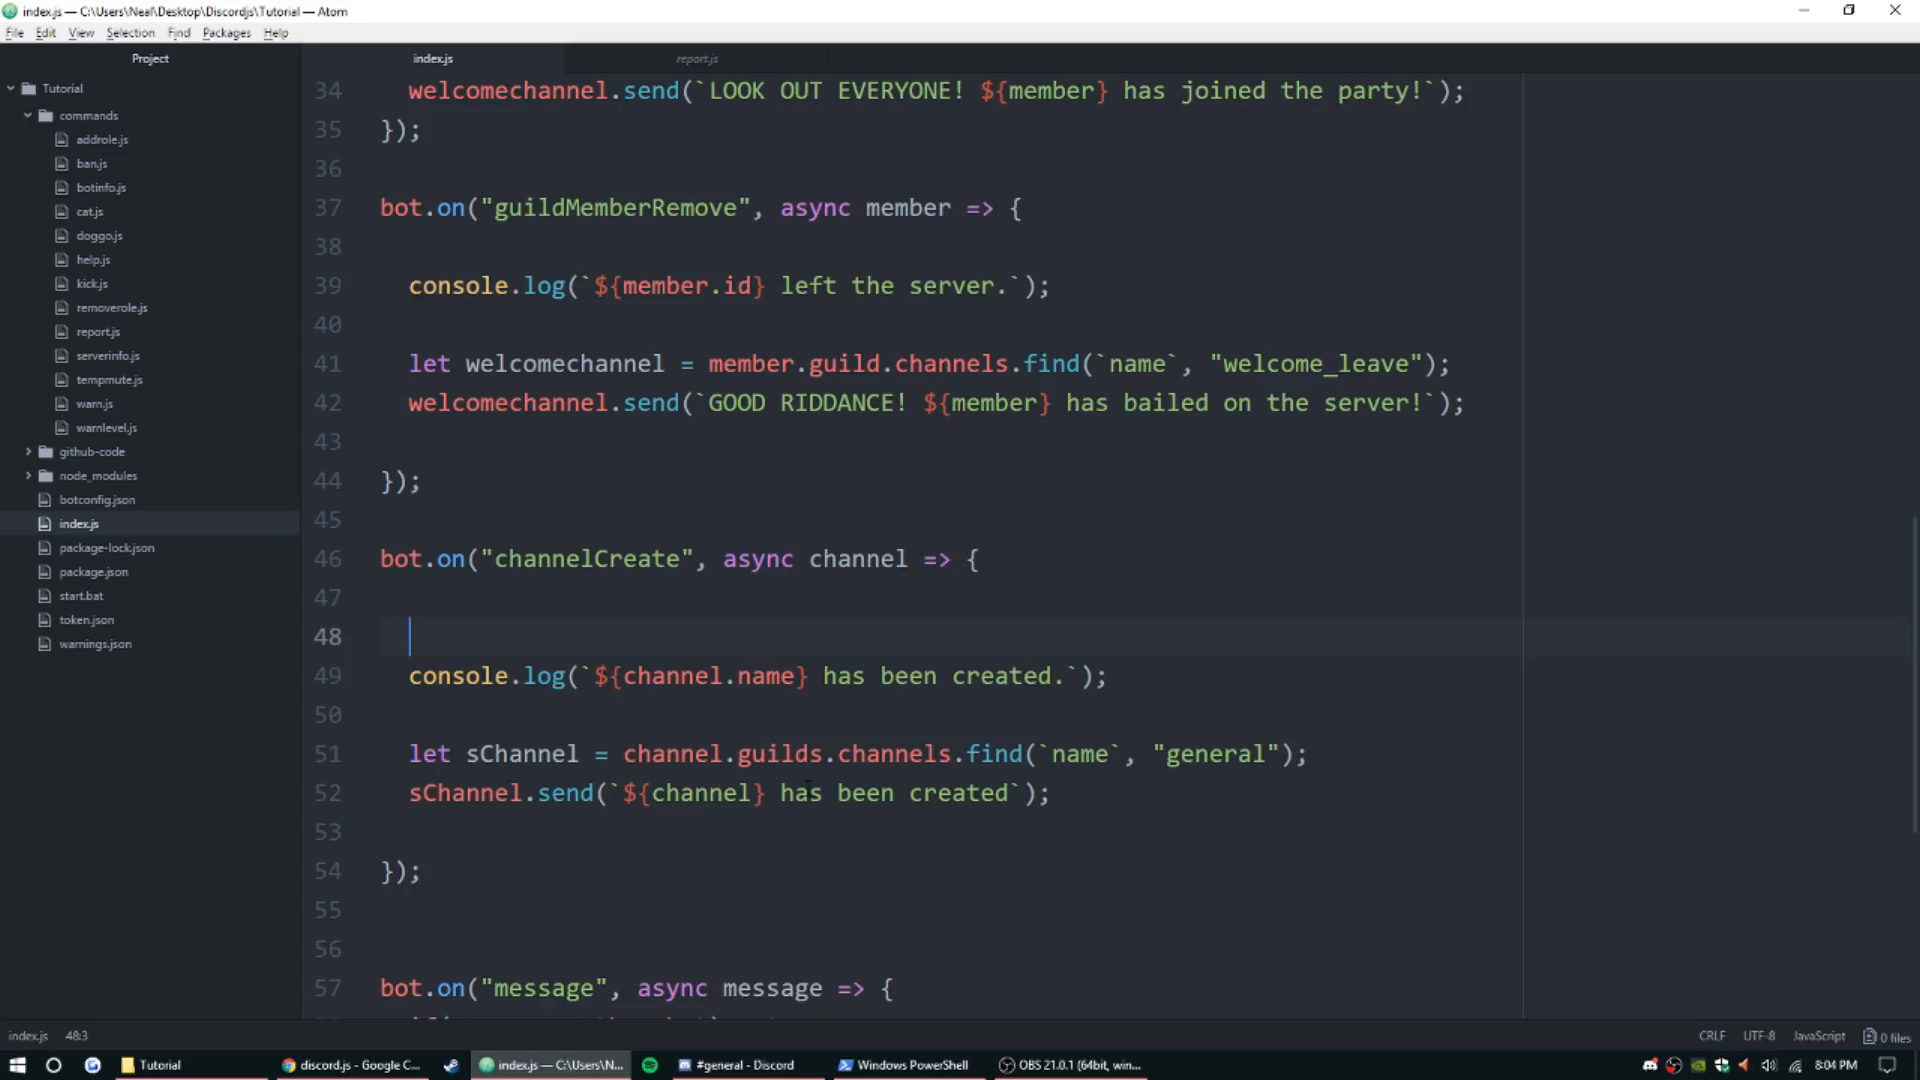 index.js — C:\Users\Neal\Desktop\Discordjs\Tutorial — Atom
File Edit View Selection Find Packages Help
Project
index.js
report.js
Tutorial
commands
addrole.js
ban.js
botinfo.js
cat.js
doggo.js
help.js
kick.js
removerole.js
report.js
serverinfo.js
tempmute.js
warn.js
warnlevel.js
github-code
node_modules
botconfig.json
index.js
package-lock.json
package.json
start.bat
token.json
warnings.json
34 welcomechannel.send(`LOOK OUT EVERYONE! ${member} has joined the party!`);
35 });
36
37 bot.on("guildMemberRemove", async member => {
38
39 console.log(`${member.id} left the server.`);
40
41 let welcomechannel = member.guild.channels.find(`name`, "welcome_leave");
42 welcomechannel.send(`GOOD RIDDANCE! ${member} has bailed on the server!`);
43
44 });
45
46 bot.on("channelCreate", async channel => {
47
48
49 console.log(`${channel.name} has been created.`);
50
51 let sChannel = channel.guilds.channels.find(`name`, "general");
52 sChannel.send(`${channel} has been created`);
53
54 });
55
56
57 bot.on("message", async message => {
index.js 48:3
CRLF UTF-8 JavaScript 0 files
Tutorial
discord.js - Google C...
index.js — C:\Users\N...
#general - Discord
Windows PowerShell
OBS 21.0.1 (64bit, win...
8:04 PM